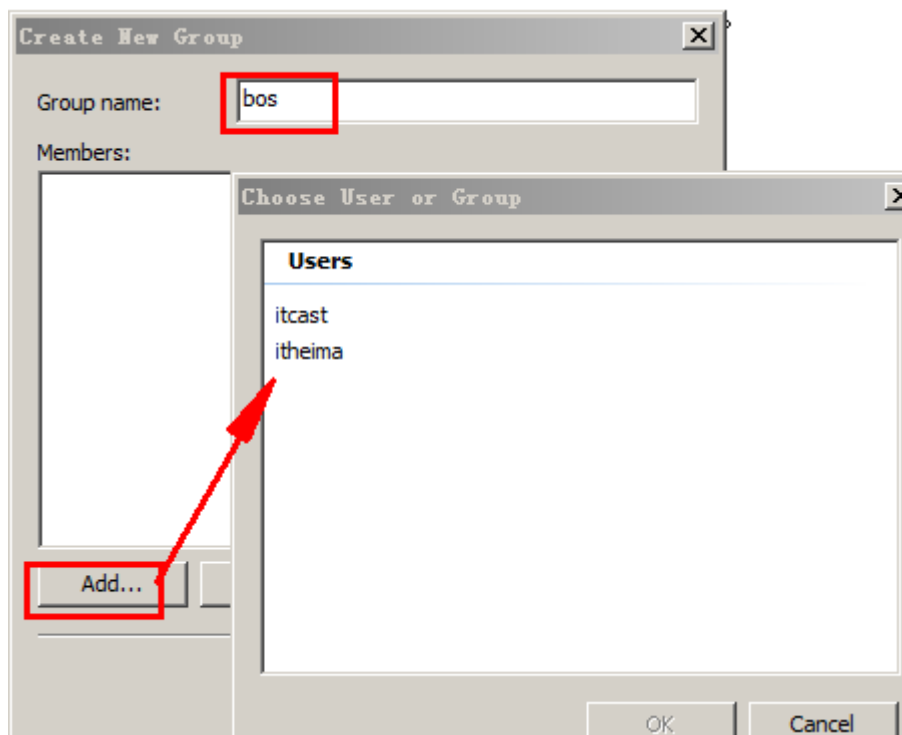 Create New Group
Group name:
bos
Members:
Choose User or Group
Users
itcast
itheima
Add...
OK
Cancel